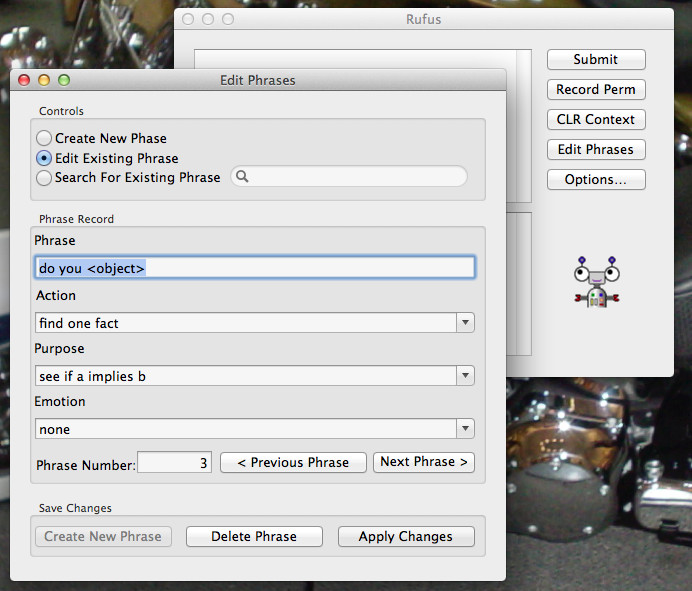 Rufus
Submit
Record Perm
CLR Context
Edit Phrases
Options...
Edit Phrases
Controls
Create New Phase
Edit Existing Phrase
Search For Existing Phrase
Phrase Record
Phrase
do you <object>
Action
find one fact
Purpose
see if a implies b
Emotion
none
Phrase Number: 3 < Previous Phrase Next Phrase >
Save Changes
Create New Phrase Delete Phrase Apply Changes